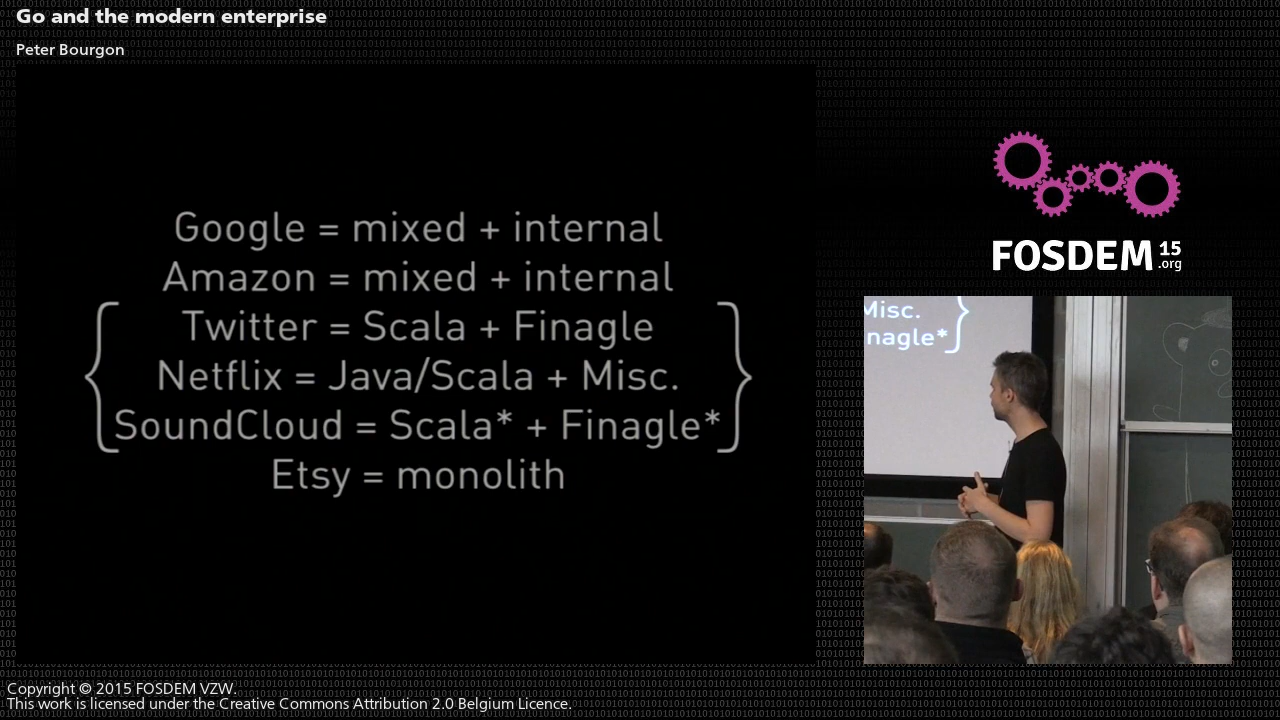 Go and the modern enterprise
Peter Bourgon
Google = mixed + internal
Amazon = mixed + internal
Twitter = Scala + Finagle
Netflix = Java/Scala + Misc.
SoundCloud = Scala* + Finagle*
Etsy = monolith
FOSDEM 15
.org
Misc.
nagle*
Copyright © 2015 FOSDEM VZW.
This work is licensed under the Creative Commons Attribution 2.0 Belgium Licence.